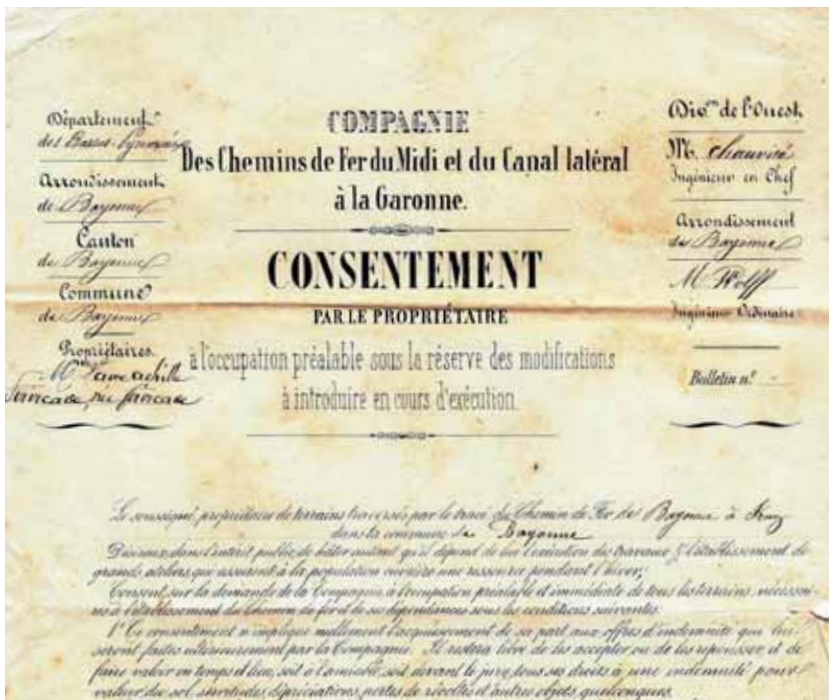 Département
des Basses-Pyrénées
Arrondissement
de Bayonne
Canton
de Bayonne
Commune
de Bayonne
Propriétaires.
COMPAGNIE
Des Chemins de Fer du Midi et du Canal latéral
à la Garonne.
CONSENTEMENT
PAR LE PROPRIÉTAIRE
à l'occupation préalable sous la réserve des modifications
à introduire en cours d'exécution.
Dion de l'Ouest.
Mr.
Ingénieur en Chef
Arrondissement
de Bayonne
M. Wolff
Ingénieur Ordinaire
Bulletin no.
Le soussigné, propriétaire de terrains traversés par le tracé du Chemin de Fer de Bayonne à Irun
dans la commune de Bayonne
Désireux, dans l'intérêt public, de hâter autant qu'il dépend de lui l'exécution des travaux & l'établissement de
grands ateliers qui assurent à la population ouvrière une ressource pendant l'hiver;
Consent, sur la demande de la Compagnie à l'occupation préalable et immédiate de tous les terrains nécessai-
res à l'établissement du chemin de fer et de ses dépendances sous les conditions suivantes:
1o Ce consentement n'implique nullement l'acquiescement de sa part aux offres d'indemnité qui lui
seront faites ultérieurement par la Compagnie. Il restera libre de les accepter ou de les repousser, et de
faire valoir en temps et lieu, soit à l'amiable, soit devant le jury, tous ses droits à une indemnité pour
valeur du sol, servitudes, dépréciations, pertes de récoltes et autres objets quelconques.